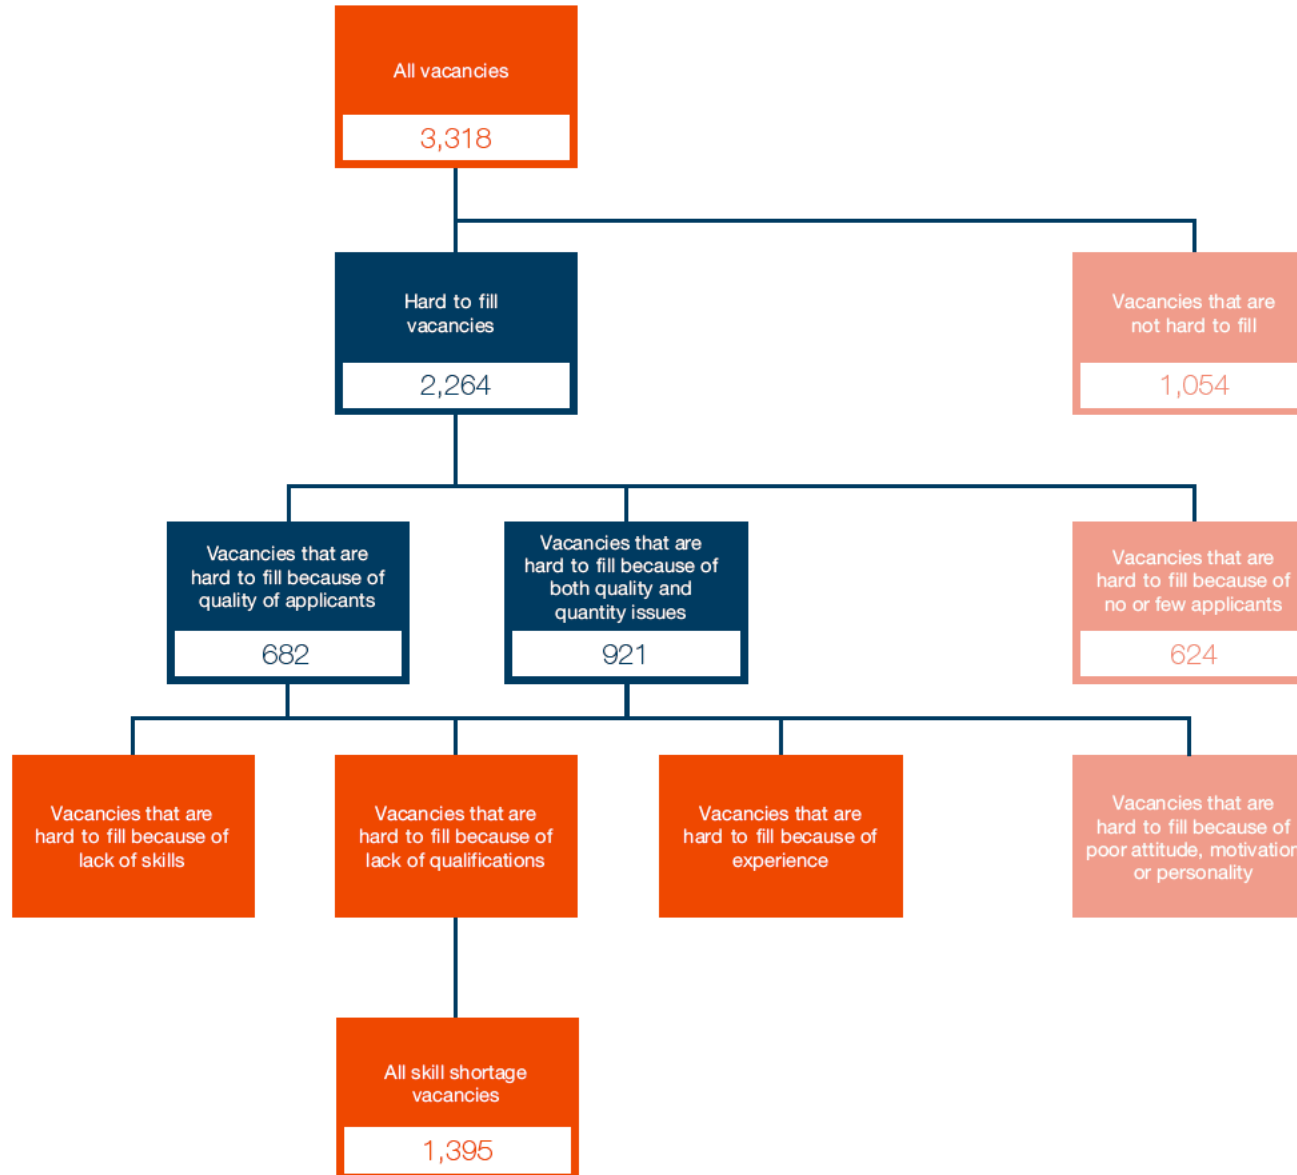 All vacancies
3,318
Hard to fill
vacancies
2,264
Vacancies that are
not hard to fill
1,054
Vacancies that are
hard to fill because of
quality of applicants
682
Vacancies that are
hard to fill because of
both quality and
quantity issues
921
Vacancies that are
hard to fill because of
no or few applicants
624
Vacancies that are
hard to fill because of
lack of skills
Vacancies that are
hard to fill because of
lack of qualifications
Vacancies that are
hard to fill because of
experience
Vacancies that are
hard to fill because of
poor attitude, motivation
or personality
All skill shortage
vacancies
1,395